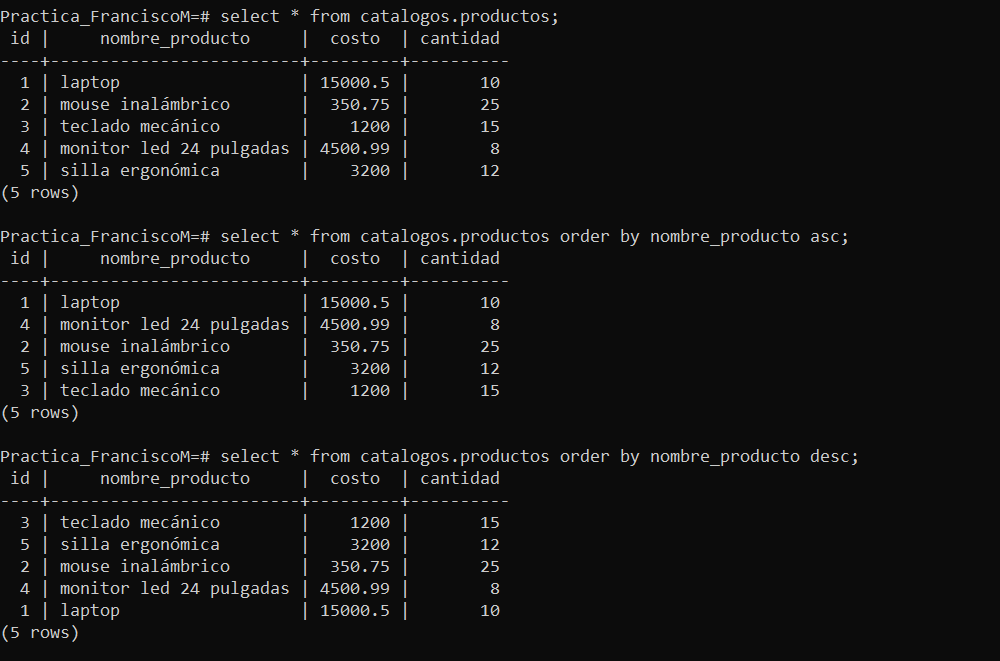 Practica_FranciscoM=# select * from catalogos.productos;
 id |     nombre_producto     |  costo  | cantidad
----+-------------------------+---------+----------
  1 | laptop                  | 15000.5 |       10
  2 | mouse inalámbrico       |  350.75 |       25
  3 | teclado mecánico        |    1200 |       15
  4 | monitor led 24 pulgadas | 4500.99 |        8
  5 | silla ergonómica        |    3200 |       12
(5 rows)

Practica_FranciscoM=# select * from catalogos.productos order by nombre_producto asc;
 id |     nombre_producto     |  costo  | cantidad
----+-------------------------+---------+----------
  1 | laptop                  | 15000.5 |       10
  4 | monitor led 24 pulgadas | 4500.99 |        8
  2 | mouse inalámbrico       |  350.75 |       25
  5 | silla ergonómica        |    3200 |       12
  3 | teclado mecánico        |    1200 |       15
(5 rows)

Practica_FranciscoM=# select * from catalogos.productos order by nombre_producto desc;
 id |     nombre_producto     |  costo  | cantidad
----+-------------------------+---------+----------
  3 | teclado mecánico        |    1200 |       15
  5 | silla ergonómica        |    3200 |       12
  2 | mouse inalámbrico       |  350.75 |       25
  4 | monitor led 24 pulgadas | 4500.99 |        8
  1 | laptop                  | 15000.5 |       10
(5 rows)